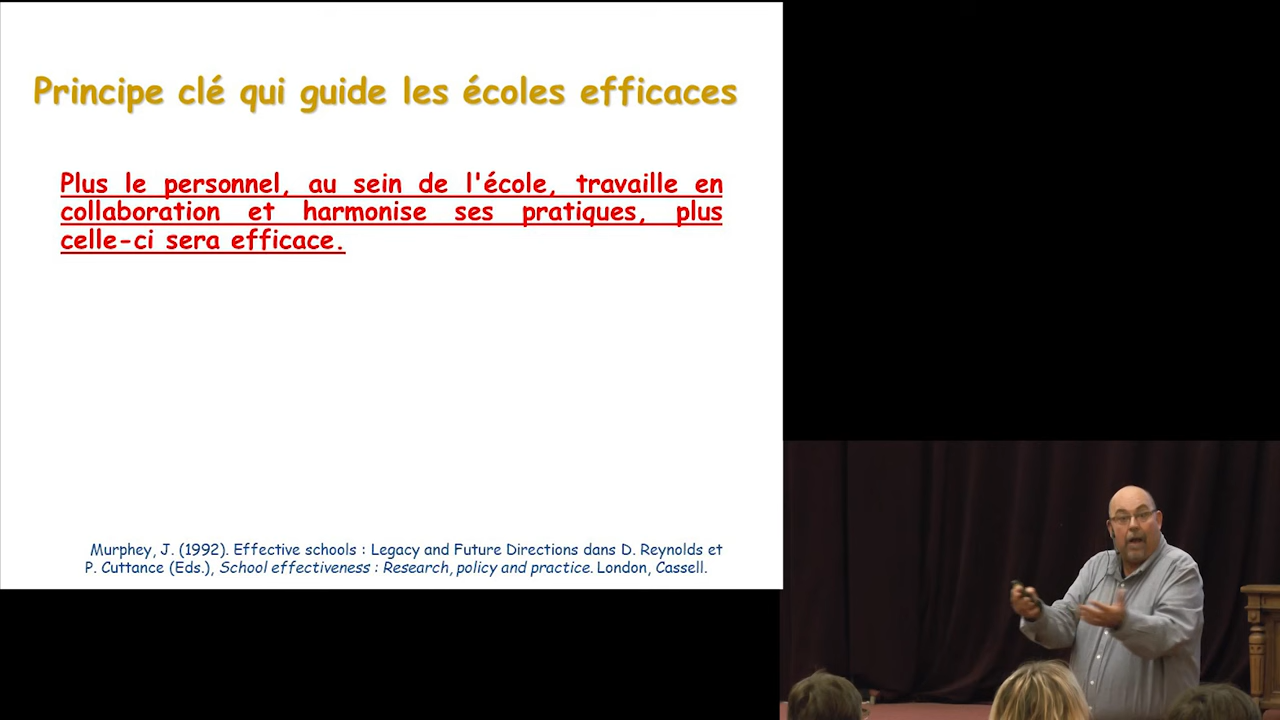 Principe clé qui guide les écoles efficaces
Plus le personnel, au sein de l'école, travaille en
collaboration et harmonise ses pratiques, plus
celle-ci sera efficace.
Murphey, J. (1992). Effective schools : Legacy and Future Directions dans D. Reynolds et
P. Cuttance (Eds.), School effectiveness : Research, policy and practice. London, Cassell.